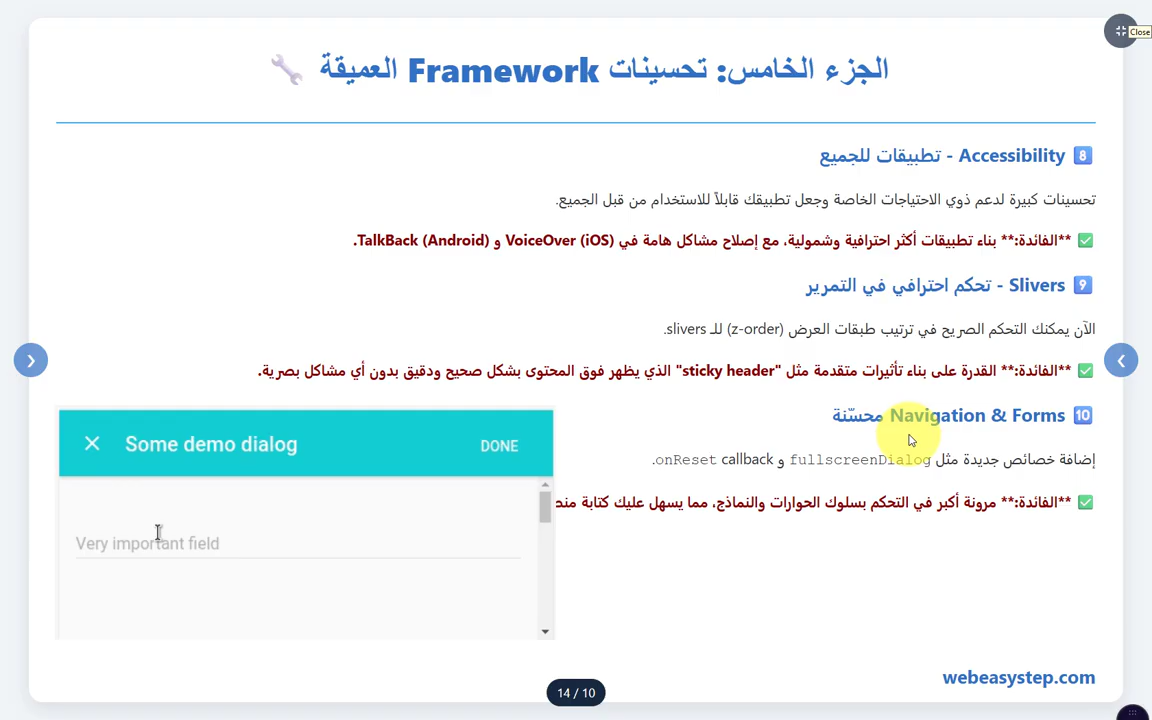 Close
الجزء الخامس: تحسينات Framework العميقة
8 Accessibility - تطبيقات للجميع
تحسينات كبيرة لدعم ذوي الاحتياجات الخاصة وجعل تطبيقك قابلاً للاستخدام من قبل الجميع.
**الفائدة:** بناء تطبيقات أكثر احترافية وشمولية، مع إصلاح مشاكل هامة في VoiceOver (iOS) و TalkBack (Android).
9 Slivers - تحكم احترافي في التمرير
الآن يمكنك التحكم الصريح في ترتيب طبقات العرض (z-order) للـ slivers.
**الفائدة:** القدرة على بناء تأثيرات متقدمة مثل "sticky header" الذي يظهر فوق المحتوى بشكل صحيح ودقيق بدون أي مشاكل بصرية.
10 Navigation & Forms محسّنة
إضافة خصائص جديدة مثل fullscreenDialog و onReset callback.
**الفائدة:** مرونة أكبر في التحكم بسلوك الحوارات والنماذج، مما يسهل عليك كتابة
Some demo dialog
DONE
Very important field
webeasystep.com
14 / 10